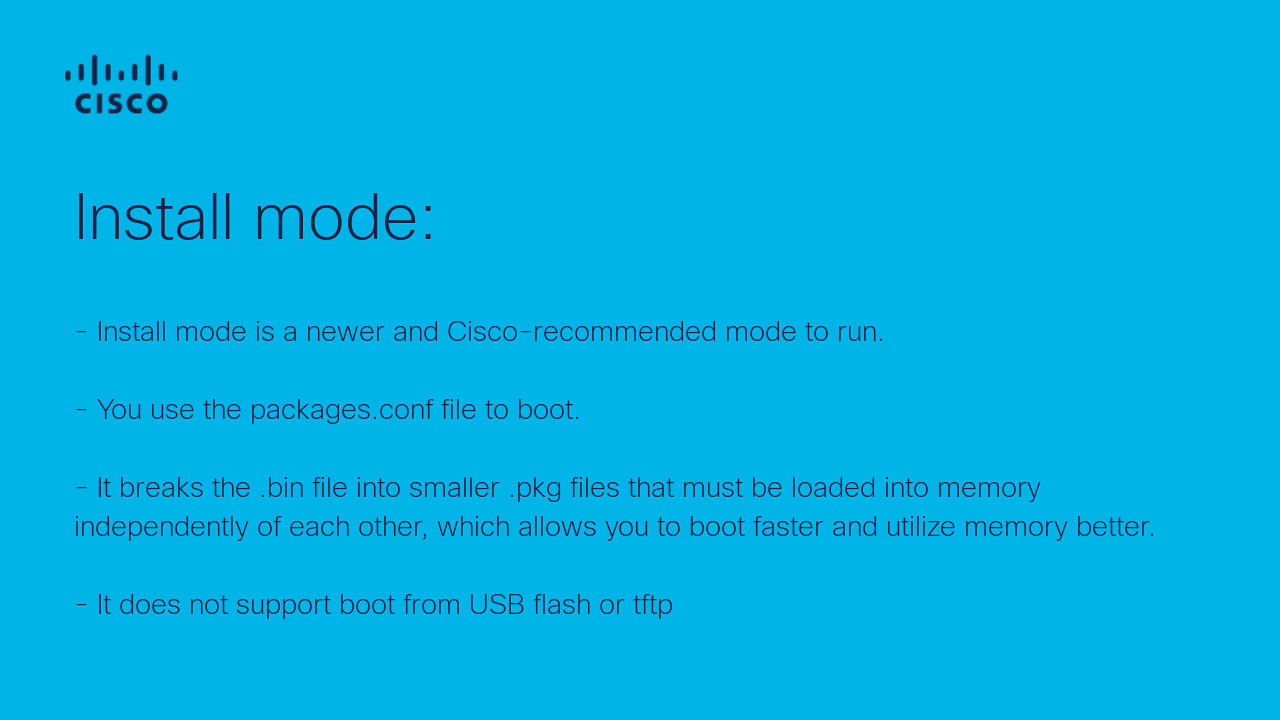 CISCO
Install mode:
- Install mode is a newer and Cisco-recommended mode to run.
- You use the packages.conf file to boot.
- It breaks the .bin file into smaller .pkg files that must be loaded into memory
independently of each other, which allows you to boot faster and utilize memory better.
- It does not support boot from USB flash or tftp